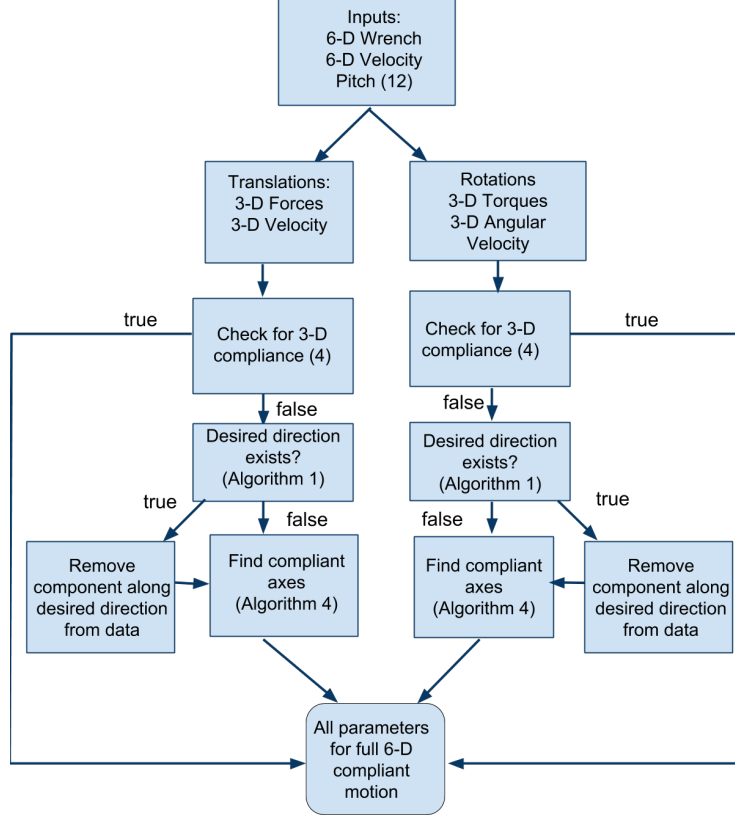 Inputs:
6-D Wrench
6-D Velocity
Pitch (12)
Translations:
3-D Forces
3-D Velocity
Rotations
3-D Torques
3-D Angular
Velocity
true
Check for 3-D
compliance (4)
Check for 3-D
compliance (4)
true
false
false
Desired direction
exists?
(Algorithm 1)
Desired direction
exists?
(Algorithm 1)
true
false
false
true
Remove
component along
desired direction
from data
Find compliant
axes
(Algorithm 4)
Find compliant
axes
(Algorithm 4)
Remove
component along
desired direction
from data
All parameters
for full 6-D
compliant
motion